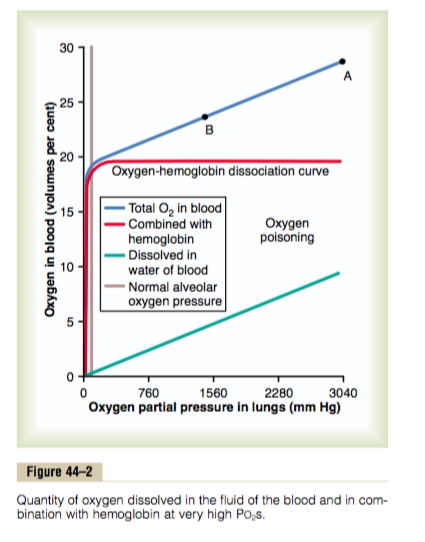 30
25
20
15
10
5
0
Oxygen in blood (volumes per cent)
A
B
Oxygen-hemoglobin dissociation curve
Total O₂ in blood
Combined with
hemoglobin
Dissolved in
water of blood
Normal alveolar
oxygen pressure
Oxygen
poisoning
0 760 1560 2280 3040
Oxygen partial pressure in lungs (mm Hg)
Figure 44–2
Quantity of oxygen dissolved in the fluid of the blood and in com-
bination with hemoglobin at very high PO₂s.